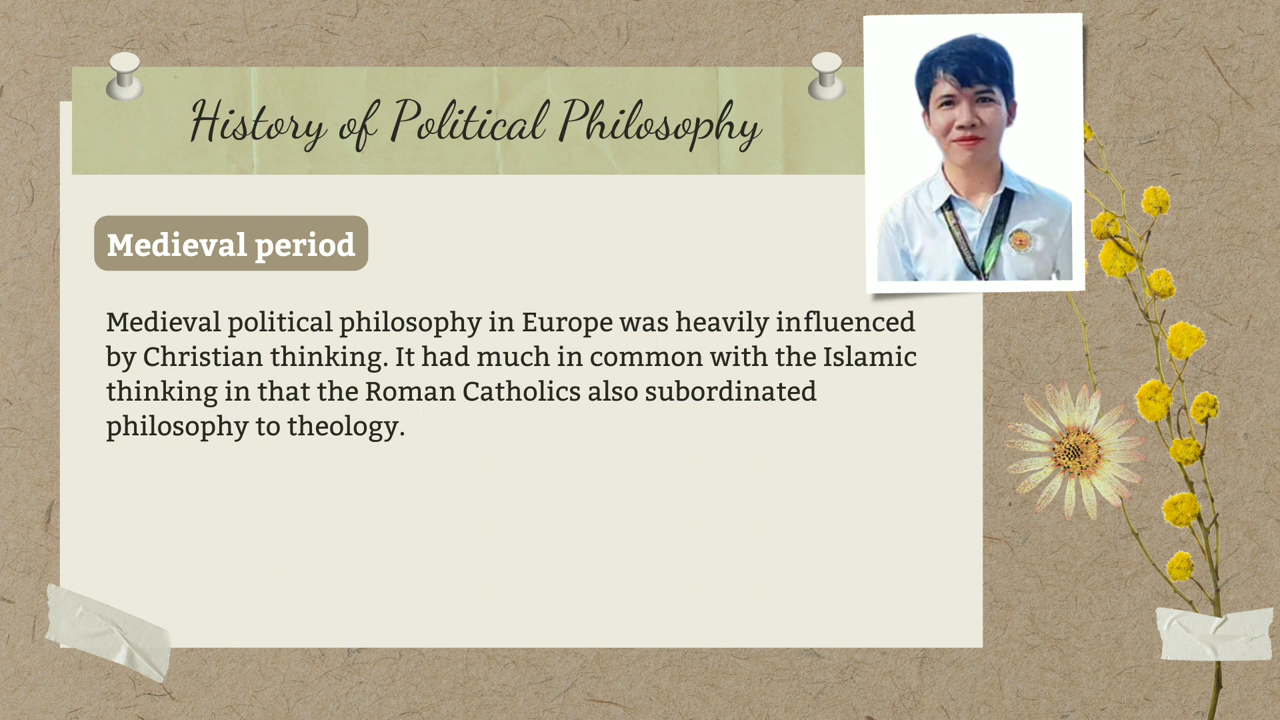 History of Political Philosophy
Medieval period
Medieval political philosophy in Europe was heavily influenced
by Christian thinking. It had much in common with the Islamic
thinking in that the Roman Catholics also subordinated
philosophy to theology.